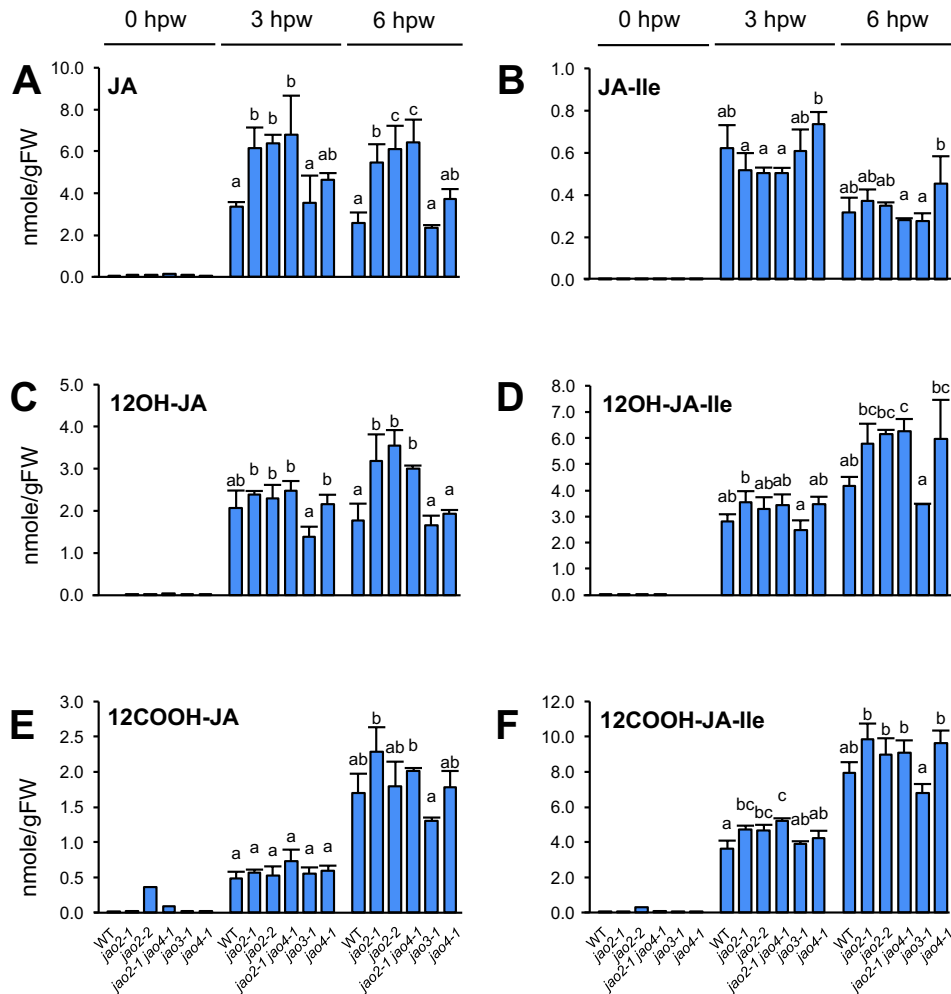 0 hpw 3 hpw 6 hpw 0 hpw 3 hpw 6 hpw
A JA
nmole/gFW
10.0
8.0
6.0
4.0
2.0
0.0
a b b b a ab
a b c c a ab
B JA-Ile
1.0
0.8
0.6
0.4
0.2
0.0
ab a a a ab b
ab ab ab a a b
C 12OH-JA
nmole/gFW
5.0
4.0
3.0
2.0
1.0
0.0
ab b b b a b
a b b b a a
D 12OH-JA-Ile
8.0
7.0
6.0
5.0
4.0
3.0
2.0
1.0
0.0
ab b ab ab a ab
ab bc bc c a bc
E 12COOH-JA
nmole/gFW
3.0
2.5
2.0
1.5
1.0
0.5
0.0
a a a a a a
ab b ab b a ab
WT
jao2-1
jao2-2
jao2-1 jao4-1
jao3-1
jao4-1
WT
jao2-1
jao2-2
jao2-1 jao4-1
jao3-1
jao4-1
WT
jao2-1
jao2-2
jao2-1 jao4-1
jao3-1
jao4-1
F 12COOH-JA-Ile
12.0
10.0
8.0
6.0
4.0
2.0
0.0
a bc bc c ab ab
ab b b b a b
WT
jao2-1
jao2-2
jao2-1 jao4-1
jao3-1
jao4-1
WT
jao2-1
jao2-2
jao2-1 jao4-1
jao3-1
jao4-1
WT
jao2-1
jao2-2
jao2-1 jao4-1
jao3-1
jao4-1